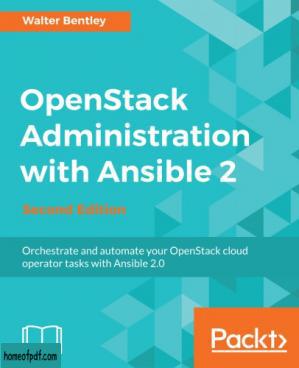 Walter Bentley
OpenStack
Administration
with Ansible 2
Second Edition
Orchestrate and automate your OpenStack cloud
operator tasks with Ansible 2.0
Packt>
homeofpdf.com